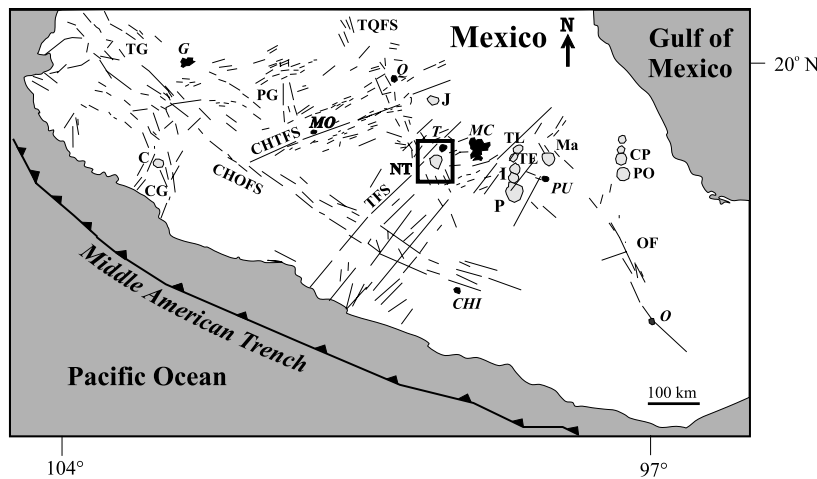 TQFS
Mexico
N
Gulf of
Mexico
20° N
TG
G
Q
PG
J
MO
CHTFS
T
MC
TL
Ma
TE
CP
NT
I
PO
C
CHOFS
PU
CG
TFS
P
OF
Middle American Trench
CHI
O
Pacific Ocean
100 km
104°
97°